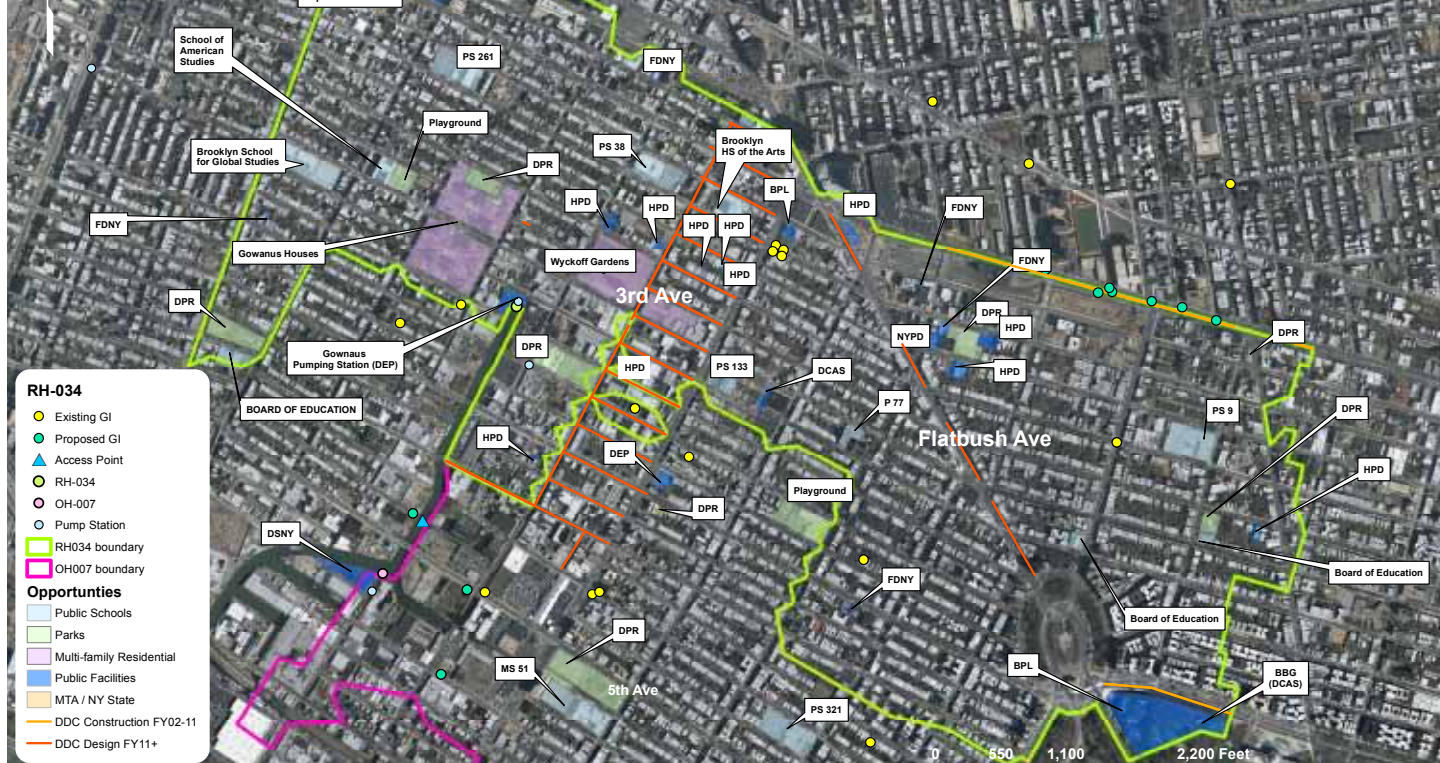 School of
American
Studies
PS 261
FDNY
Playground
Brooklyn School
for Global Studies
DPR
PS 38
Brooklyn
HS of the Arts
BPL
HPD
HPD
HPD
FDNY
FDNY
HPD
HPD
HPD
Gowanus Houses
Wyckoff Gardens
FDNY
3rd Ave
DPR
DPR
HPD
NYPD
DPR
Gownaus
Pumping Station (DEP)
DPR
HPD
PS 133
DCAS
HPD
BOARD OF EDUCATION
P 77
PS 9
DPR
Flatbush Ave
HPD
DEP
HPD
Playground
DPR
DSNY
FDNY
Board of Education
Board of Education
DPR
MS 51
5th Ave
BPL
BBG
(DCAS)
PS 321
0 550 1,100 2,200 Feet
RH-034
Existing GI
Proposed GI
Access Point
RH-034
OH-007
Pump Station
RH034 boundary
OH007 boundary
Opportunties
Public Schools
Parks
Multi-family Residential
Public Facilities
MTA / NY State
DDC Construction FY02-11
DDC Design FY11+